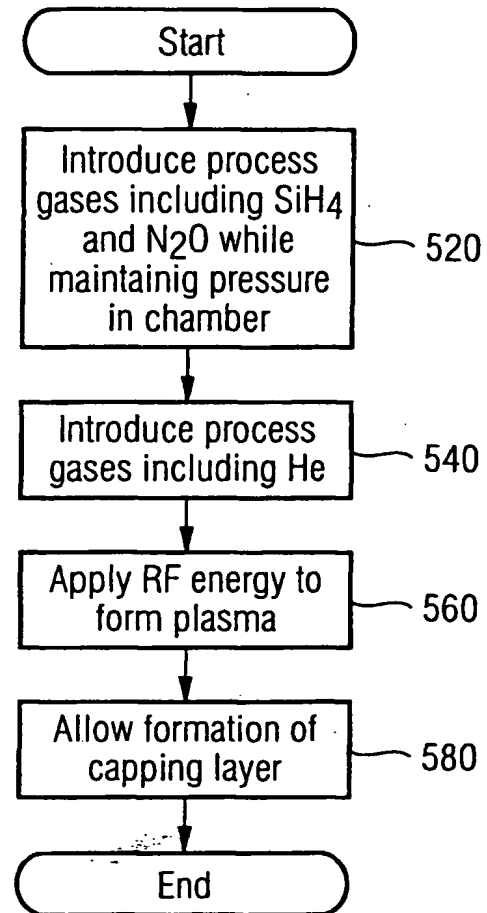 Start
Introduce process
gases including SiH4
and N2O while
maintainig pressure
in chamber
520
Introduce process
gases including He
540
Apply RF energy to
form plasma
560
Allow formation of
capping layer
580
End